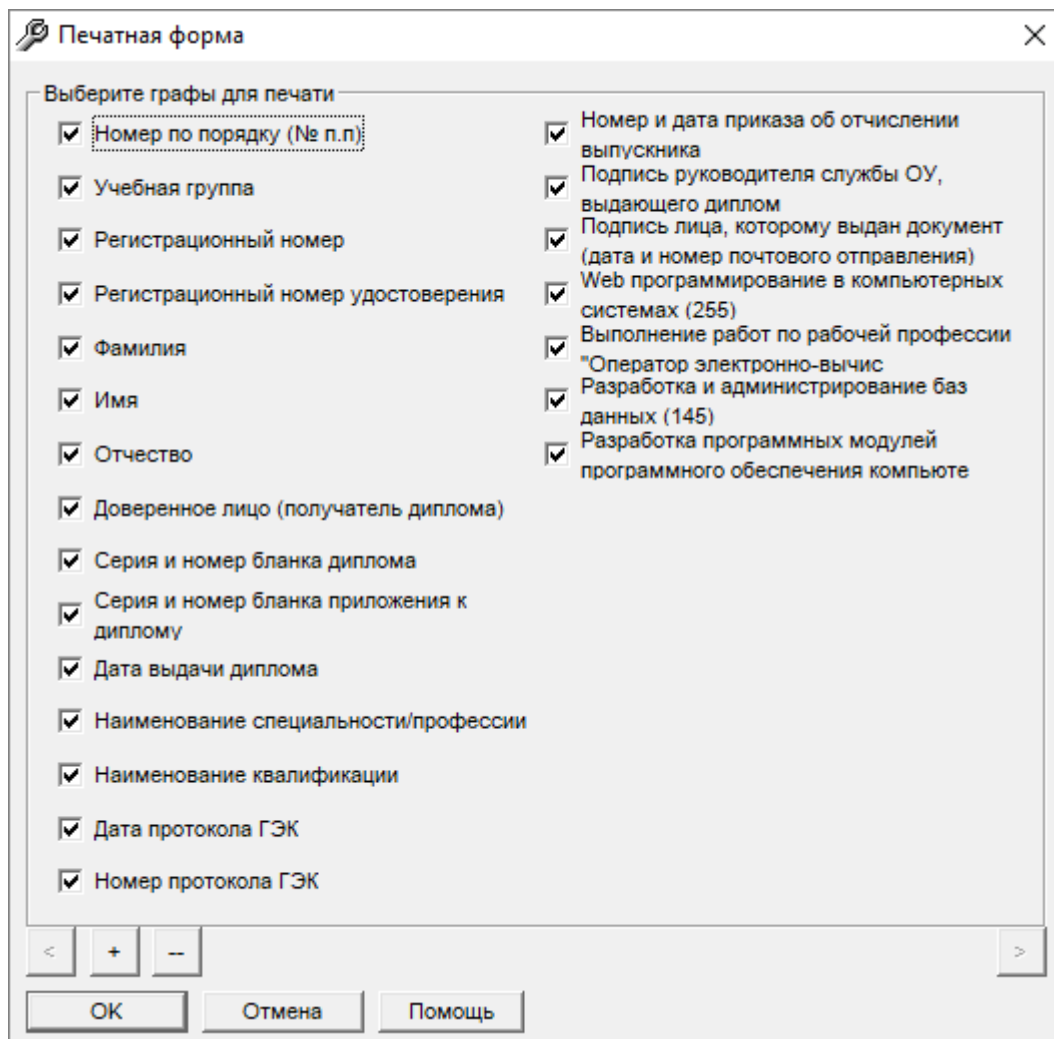 Печатная форма
Выберите графы для печати
Номер по порядку (№ п.п)
Учебная группа
Регистрационный номер
Регистрационный номер удостоверения
Фамилия
Имя
Отчество
Доверенное лицо (получатель диплома)
Серия и номер бланка диплома
Серия и номер бланка приложения к
диплому
Дата выдачи диплома
Наименование специальности/профессии
Наименование квалификации
Дата протокола ГЭК
Номер протокола ГЭК
Номер и дата приказа об отчислении
выпускника
Подпись руководителя службы ОУ,
выдающего диплом
Подпись лица, которому выдан документ
(дата и номер почтового отправления)
Web программирование в компьютерных
системах (255)
Выполнение работ по рабочей профессии
"Оператор электронно-вычис
Разработка и администрирование баз
данных (145)
Разработка программных модулей
программного обеспечения компьюте
< + -- >
OK Отмена Помощь